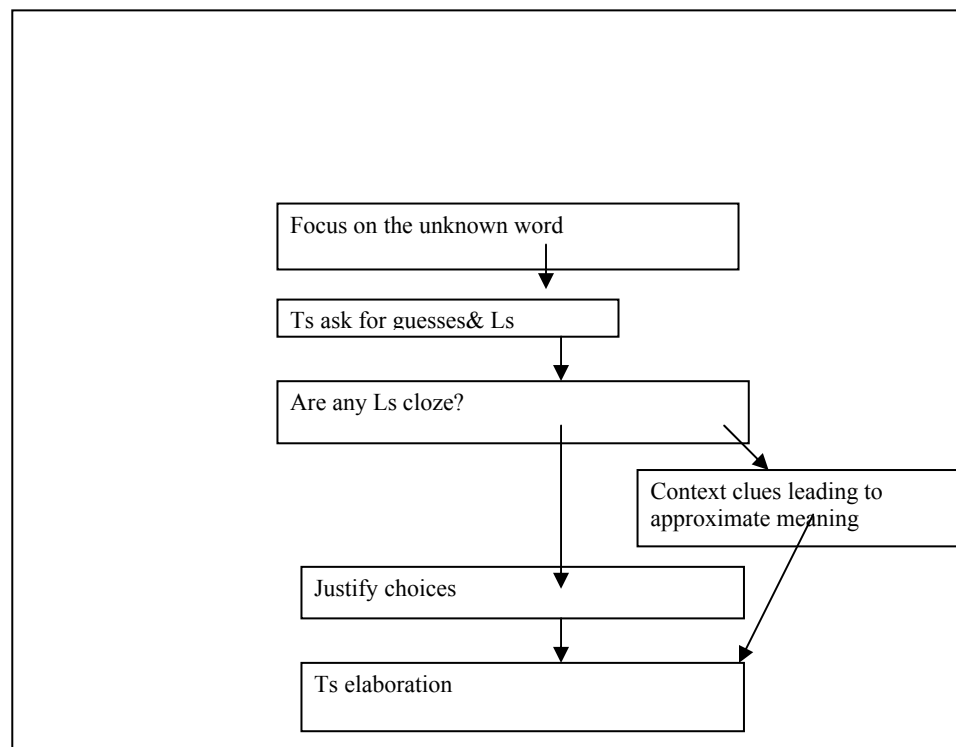 Focus on the unknown word
Ts ask for guesses& Ls
Are any Ls cloze?
Context clues leading to
approximate meaning
Justify choices
Ts elaboration